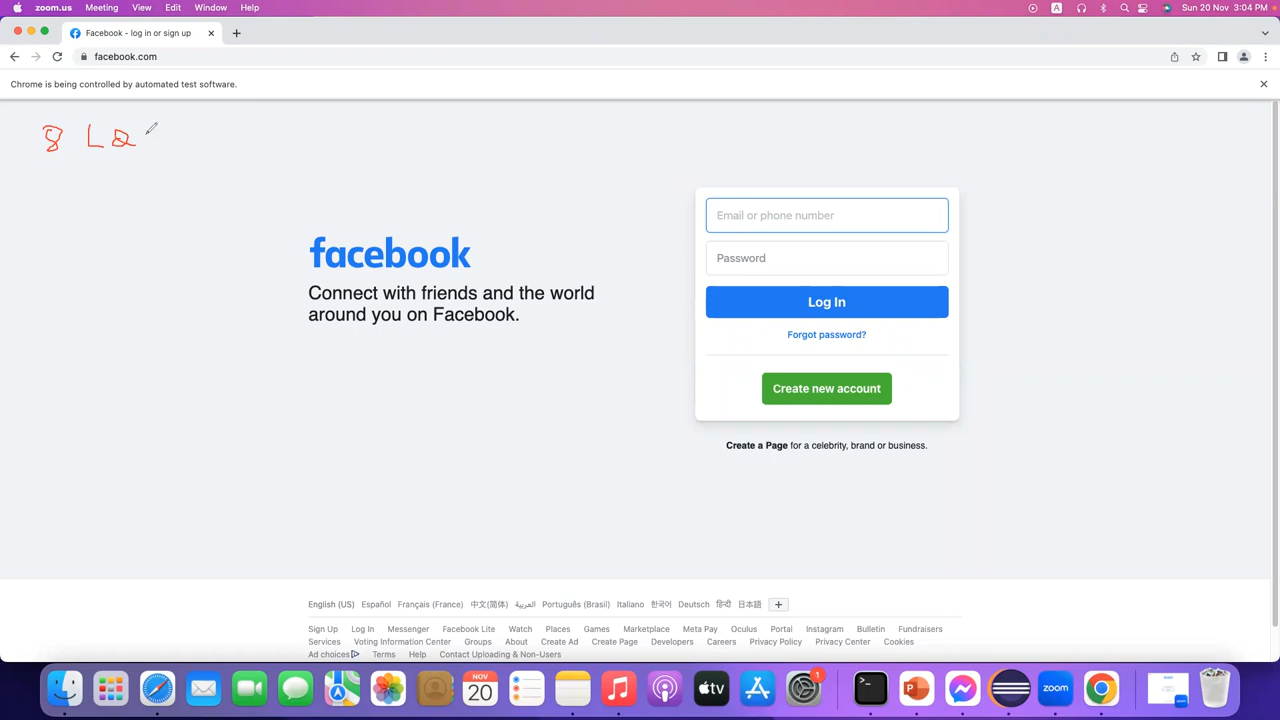 zoom.us Meeting View Edit Window Help A Sun 20 Nov 3:04 PM
Facebook - log in or sign up
facebook.com
Chrome is being controlled by automated test software.
8 La
Email or phone number
facebook
Password
Connect with friends and the world
around you on Facebook.
Log In
Forgot password?
Create new account
Create a Page for a celebrity, brand or business.
English (US) Español Français (France) 中文(简体) العربية Português (Brasil) Italiano 한국어 Deutsch हिन्दी 日本語 +
Sign Up Log In Messenger Facebook Lite Watch Places Games Marketplace Meta Pay Oculus Portal Instagram Bulletin Fundraisers
Services Voting Information Center Groups About Create Ad Create Page Developers Careers Privacy Policy Privacy Center Cookies
Ad choices Terms Help Contact Uploading & Non-Users
NOV
20
tv
1
>_
P
zoom